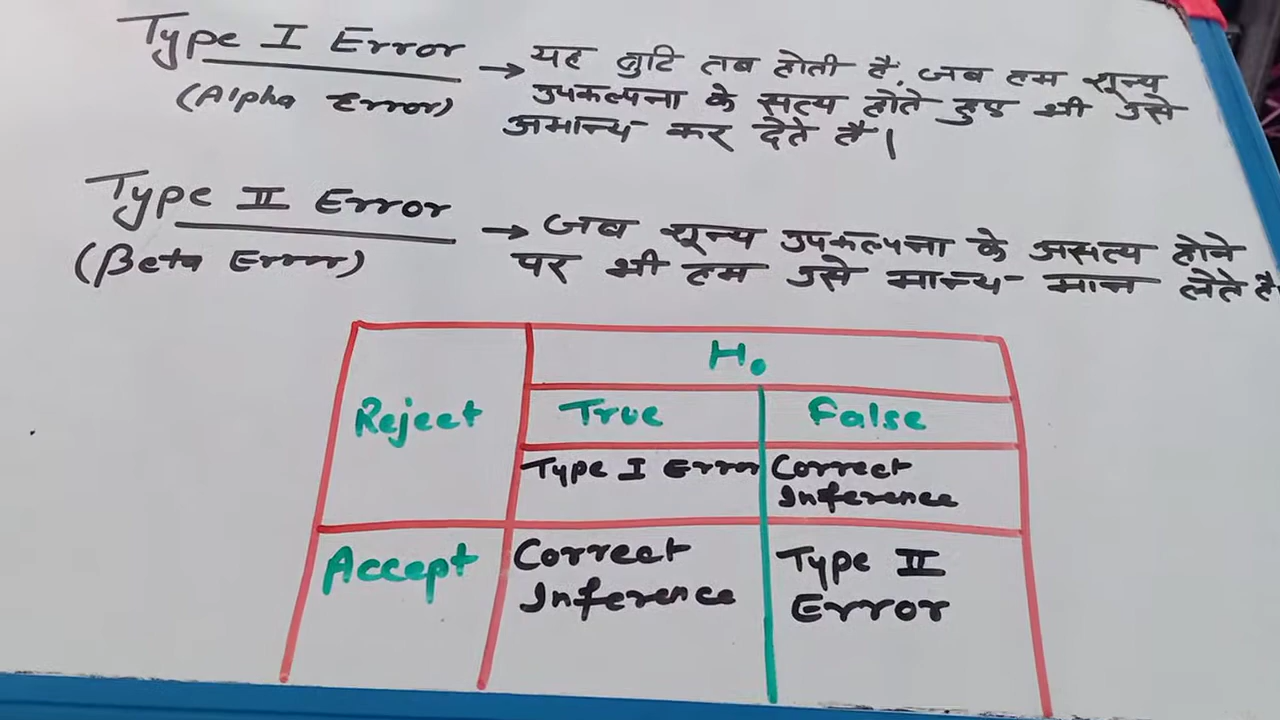 Type I Error
(Alpha Error)
→ यह त्रुटि तब होती है, जब हम शून्य
उपकल्पना के सत्य होते हुए भी उसे
अमान्य कर देते है।
Type II Error
(Beta Error)
→ जब शून्य उपकल्पना के असत्य होने
पर भी हम उसे मान्य मान लेते है
H₀
Reject
True
False
Type I Error
Correct
Inference
Accept
Correct
Inference
Type II
Error